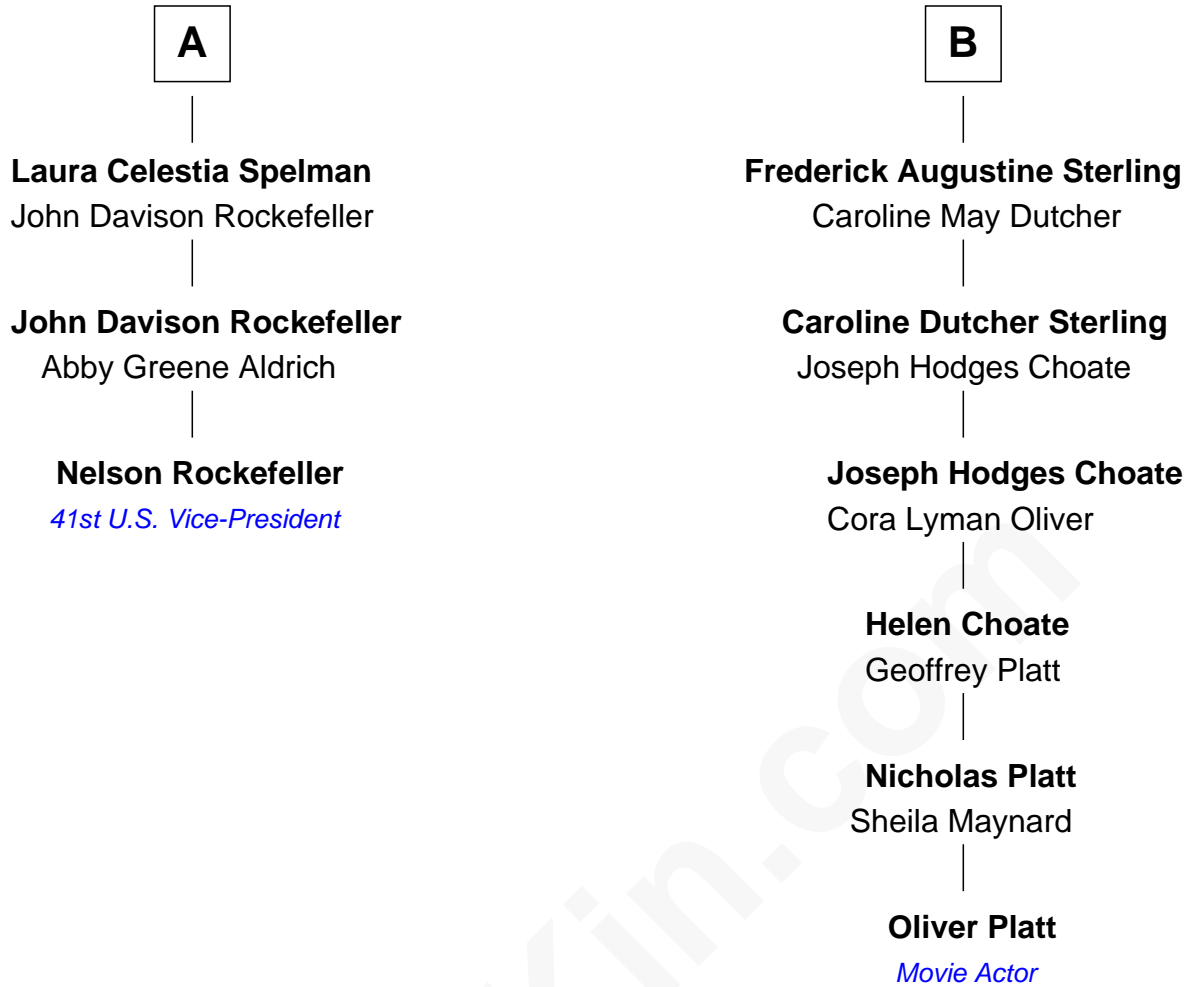 A
Laura Celestia Spelman
John Davison Rockefeller
John Davison Rockefeller
Abby Greene Aldrich
Nelson Rockefeller
41st U.S. Vice-President
B
Frederick Augustine Sterling
Caroline May Dutcher
Caroline Dutcher Sterling
Joseph Hodges Choate
Joseph Hodges Choate
Cora Lyman Oliver
Helen Choate
Geoffrey Platt
Nicholas Platt
Sheila Maynard
Oliver Platt
Movie Actor
Kin.com